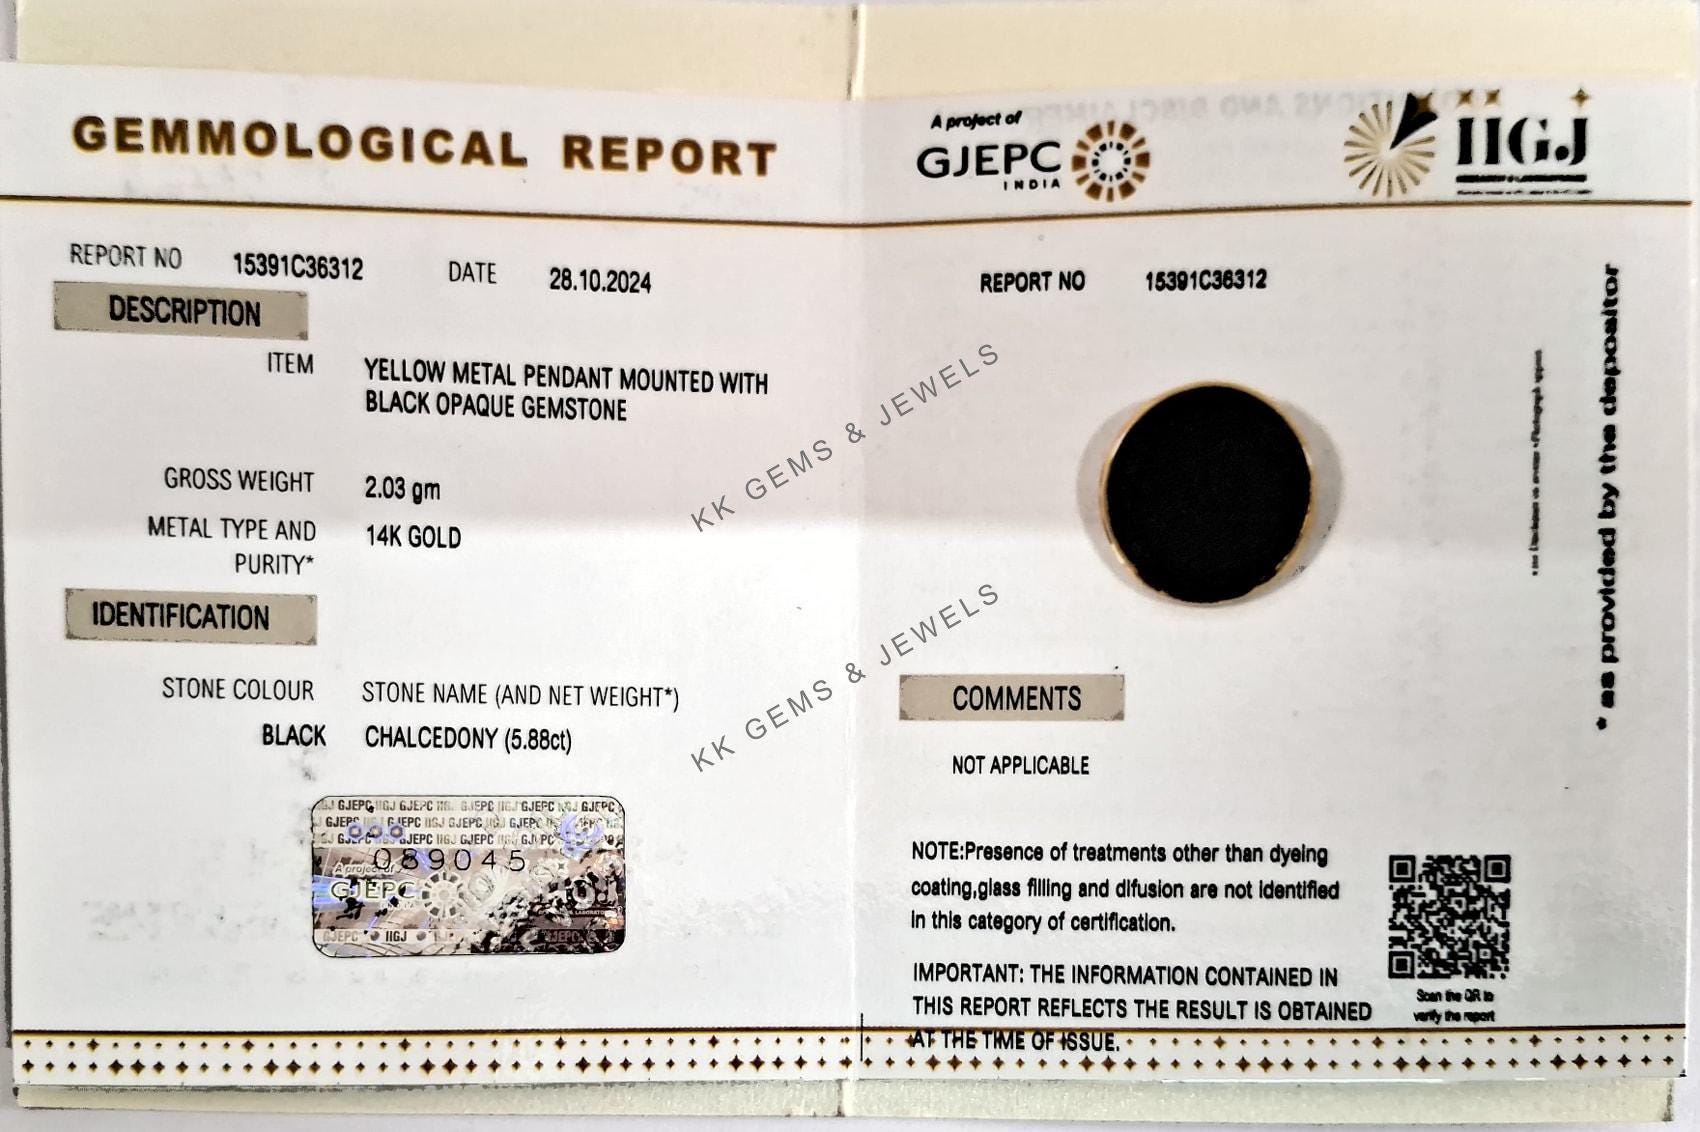 GEMMOLOGICAL REPORT
A project of
GJEPC
INDIA
IIGJ
REPORT NO 15391C36312 DATE 28.10.2024
DESCRIPTION
ITEM YELLOW METAL PENDANT MOUNTED WITH
BLACK OPAQUE GEMSTONE
GROSS WEIGHT 2.03 gm
METAL TYPE AND 14K GOLD
PURITY*
IDENTIFICATION
STONE COLOUR STONE NAME (AND NET WEIGHT*)
BLACK CHALCEDONY (5.88ct)
089045
A project of
GJEPC
GJEPC IIGJ
REPORT NO 15391C36312
* as provided by the depositor
KK GEMS & JEWELS
KK GEMS & JEWELS
COMMENTS
NOT APPLICABLE
NOTE:Presence of treatments other than dyeing
coating,glass filling and difusion are not identified
in this category of certification.
IMPORTANT: THE INFORMATION CONTAINED IN
THIS REPORT REFLECTS THE RESULT IS OBTAINED
AT THE TIME OF ISSUE.
Scan the QR to
verify the report